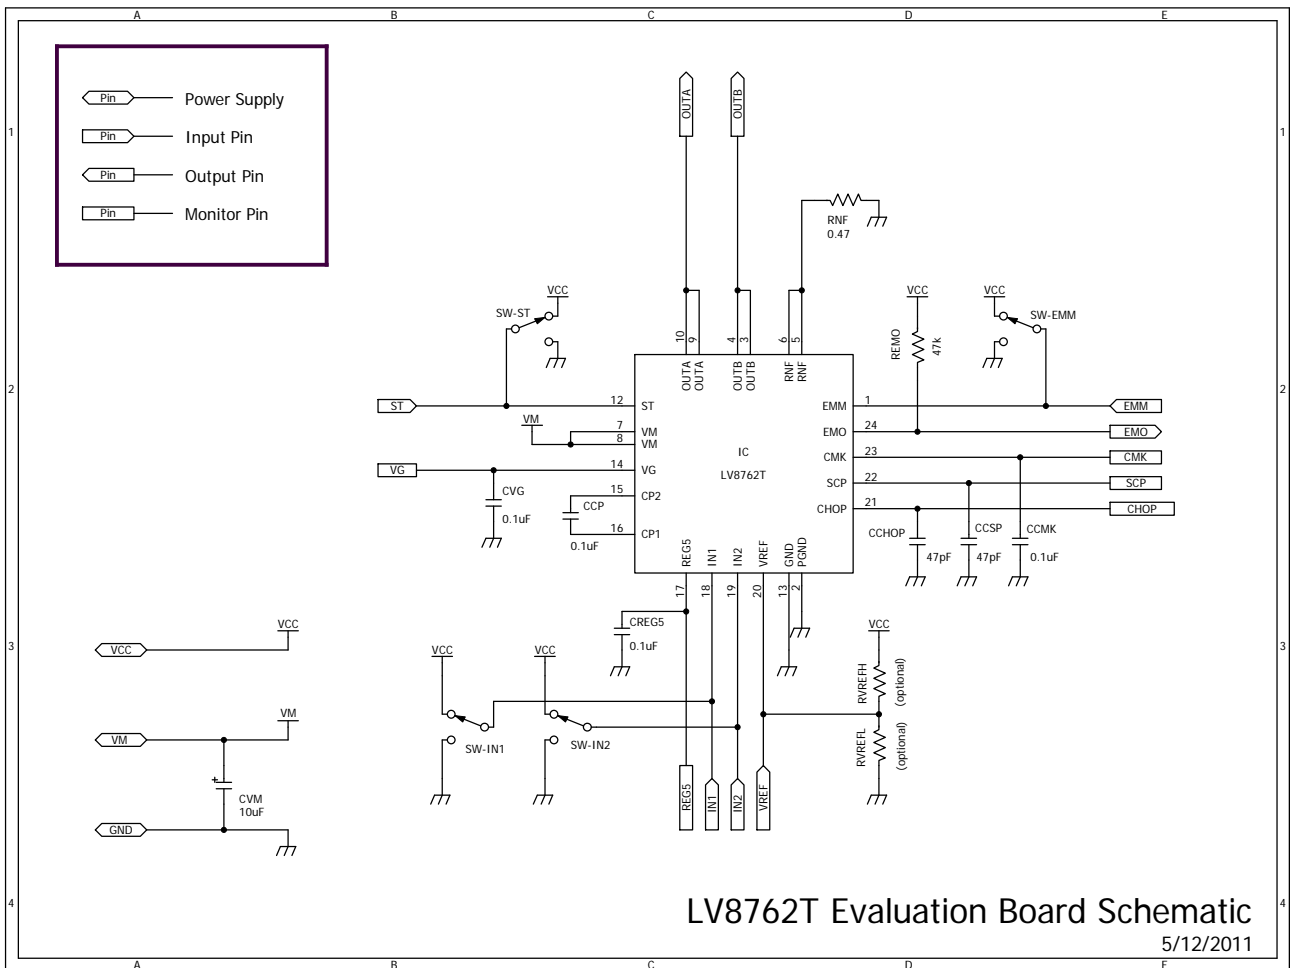 A B C D E
1 1
Pin Power Supply
Pin Input Pin
Pin Output Pin
Pin Monitor Pin
OUTA
OUTB
RNF
0.47
VCC
SW-ST
VCC
REMO
47k
VCC
SW-EMM
10
9
4
3
6
5
OUTA
OUTA
OUTB
OUTB
RNF
RNF
2 2
ST 12 ST
VM
7 VM
8 VM
VG 14 VG
CVG
0.1uF
15 CP2
CCP
0.1uF
16 CP1
IC
LV8762T
EMM 1 EMM
EMO 24 EMO
CMK 23 CMK
SCP 22 SCP
CHOP 21 CHOP
CCHOP
47pF
CCSP
47pF
CCMK
0.1uF
REG5
IN1
IN2
VREF
GND
PGND
17
18
19
20
13
2
CREG5
0.1uF
3 3
VCC VCC
VCC
SW-IN1
VCC
SW-IN2
VCC
RVREFH
(optional)
RVREFL
(optional)
VM VM
CVM
10uF
+
GND
REG5
IN1
IN2
VREF
4 4
LV8762T Evaluation Board Schematic
5/12/2011
A B C D E